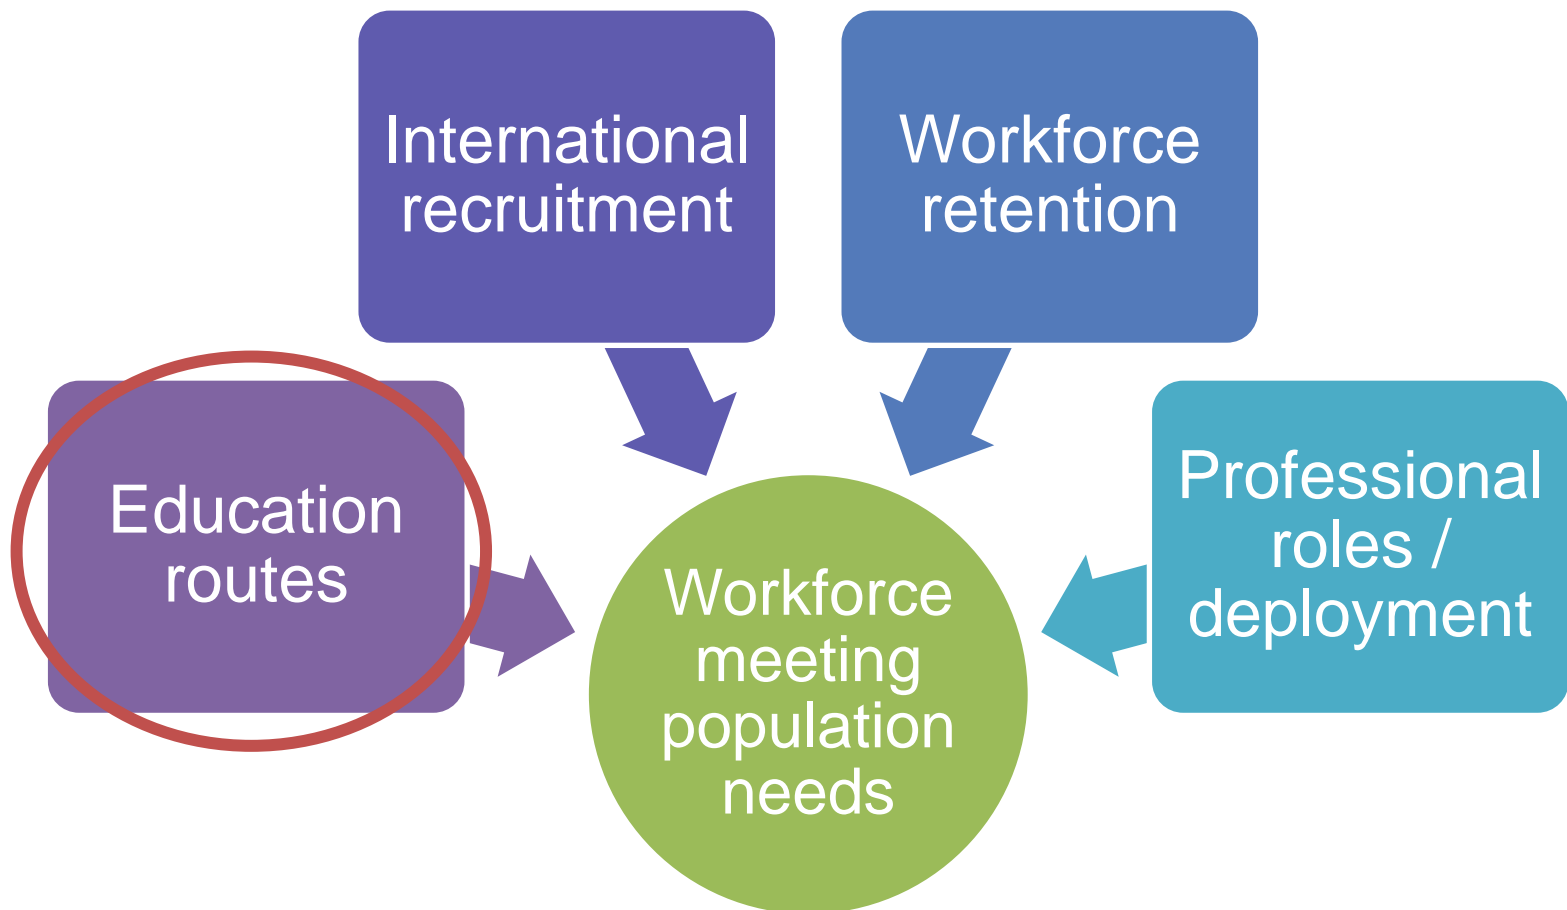 International
recruitment
Workforce
retention
Education
routes
Professional
roles /
deployment
Workforce
meeting
population
needs